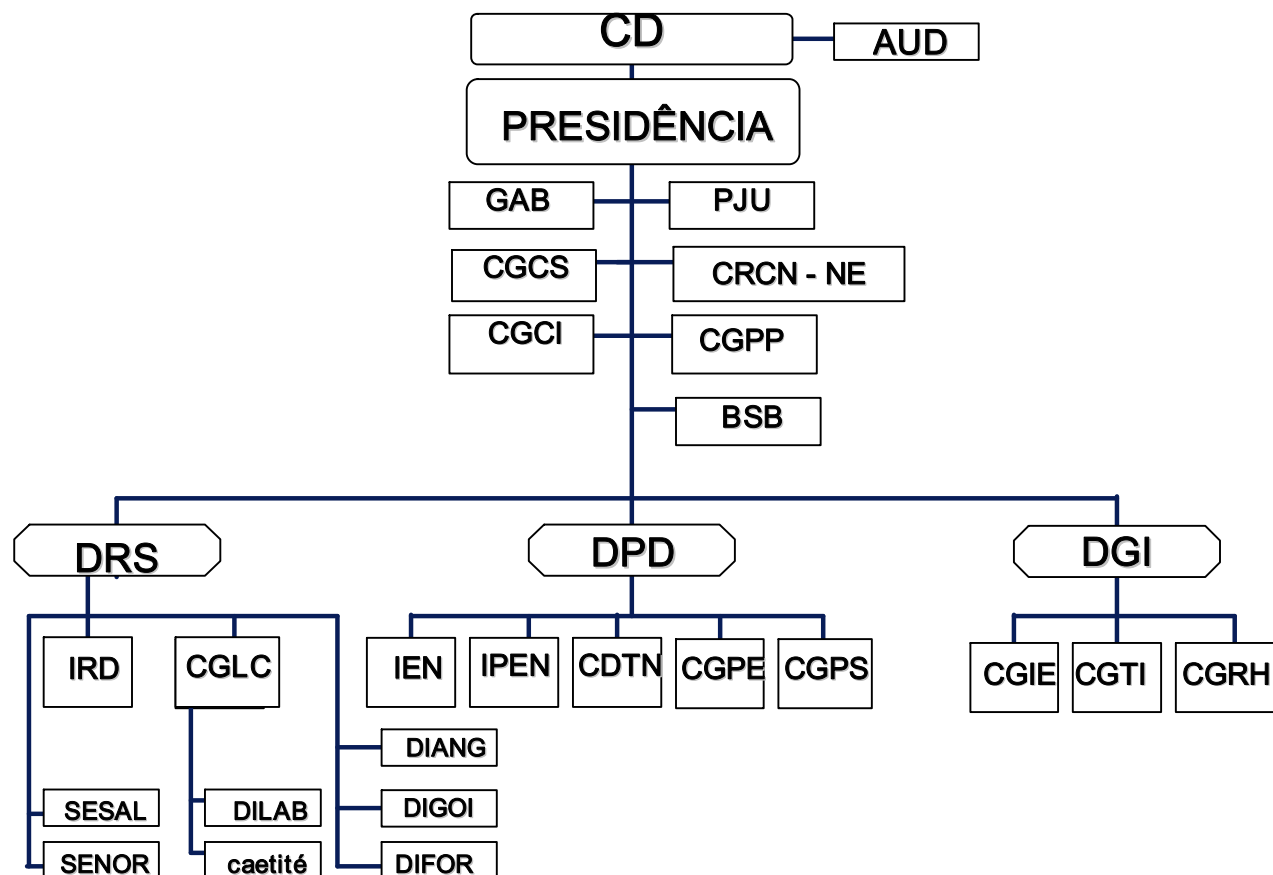 CD
AUD
PRESIDÊNCIA
GAB
PJU
CGCS
CRCN - NE
CGCI
CGPP
BSB
DRS
DPD
DGI
IRD
CGLC
IEN
IPEN
CDTN
CGPE
CGPS
CGIE
CGTI
CGRH
DIANG
SESAL
DILAB
DIGOI
SENOR
caetité
DIFOR